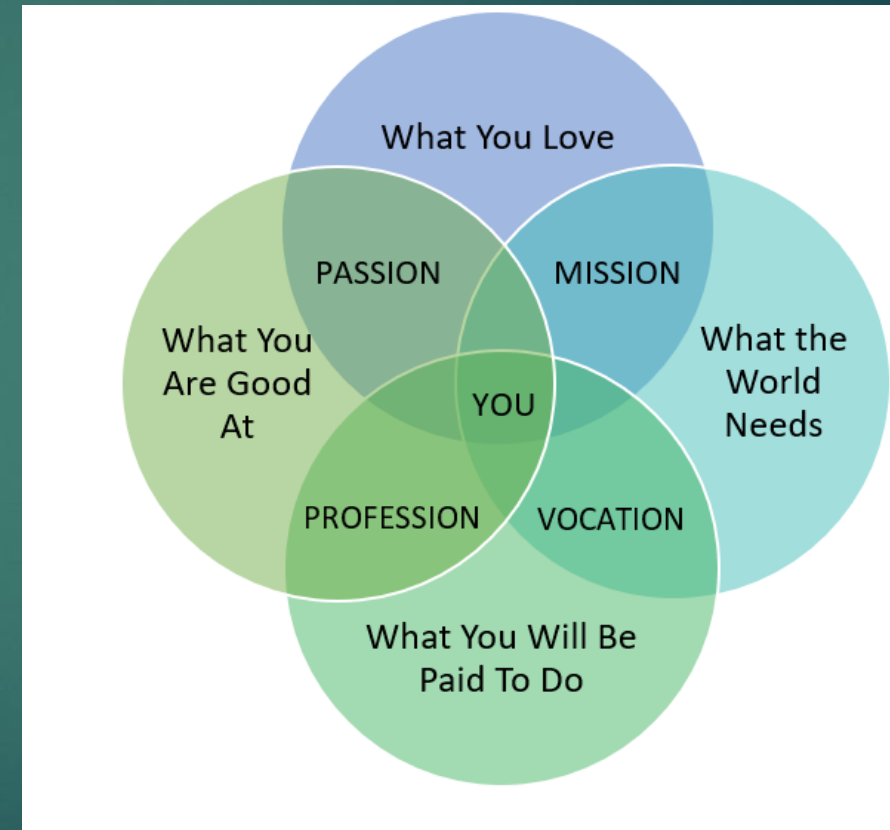 What You Love
PASSION
MISSION
What You
Are Good
At
What the
World
Needs
YOU
PROFESSION
VOCATION
What You Will Be
Paid To Do